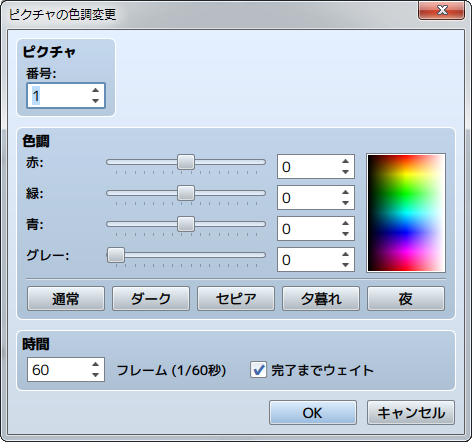 ピクチャの色調変更
ピクチャ
番号:
1
色調
赤: 0
緑: 0
青: 0
グレー: 0
通常 ダーク セピア 夕暮れ 夜
時間
60 フレーム (1/60秒) 完了までウェイト
OK キャンセル